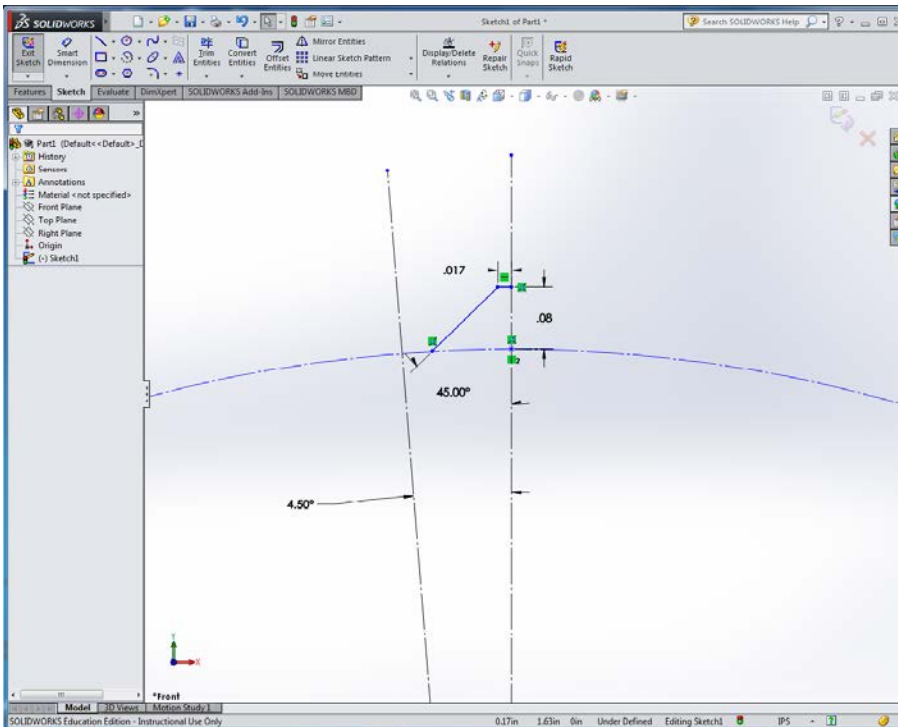 SOLIDWORKS
Sketch1 of Part1 *
Search SOLIDWORKS Help
Exit Sketch
Smart Dimension
Trim Entities
Convert Entities
Offset Entities
Mirror Entities
Linear Sketch Pattern
Move Entities
Display/Delete Relations
Repair Sketch
Quick Snaps
Rapid Sketch
Features Sketch Evaluate DimXpert SOLIDWORKS Add-Ins SOLIDWORKS MBD
Part1 (Default<<Default>_D
History
Sensors
Annotations
Material <not specified>
Front Plane
Top Plane
Right Plane
Origin
(-) Sketch1
.017
.08
2
45.00°
4.50°
Y
X
*Front
Model 3D Views Motion Study 1
SOLIDWORKS Education Edition - Instructional Use Only 0.17in 1.63in 0in Under Defined Editing Sketch1 IPS